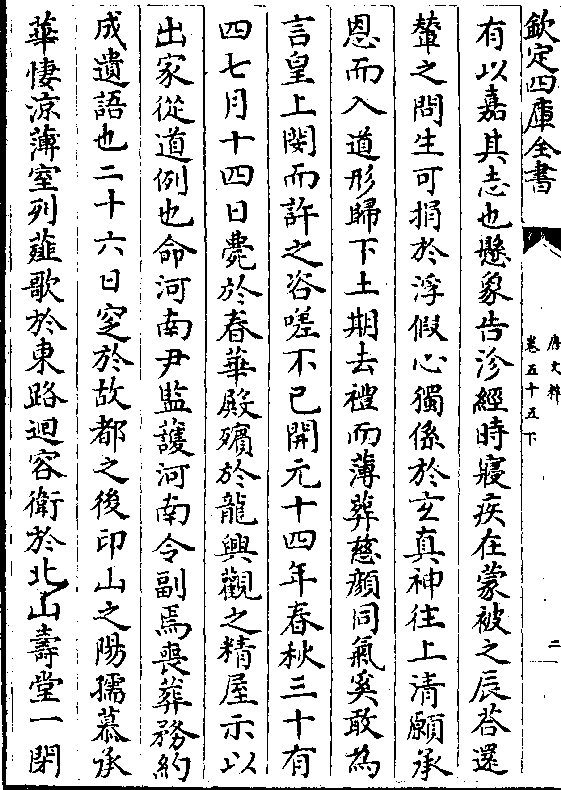 欽定四庫全書
唐文粹
卷五十五下
二
有以嘉其志也懸象告沴經時寢疾在蒙被之辰荅還
輦之問生可捐於浮假心獨係於玄真神往上清願承
恩而入道形歸下土期去禮而薄葬慈顔同氣奚敢為
言皇上閔而許之咨嗟不已開元十四年春秋三十有
四七月十四日薨於春華殿殯於龍興觀之精屋示以
出家從道例也命河南尹監護河南令副焉喪葬務約
成遺語也二十六日窆於故都之後印山之陽孺慕承
華悽涼薄室列薤歌於東路迴容衛於北山壽堂一閉